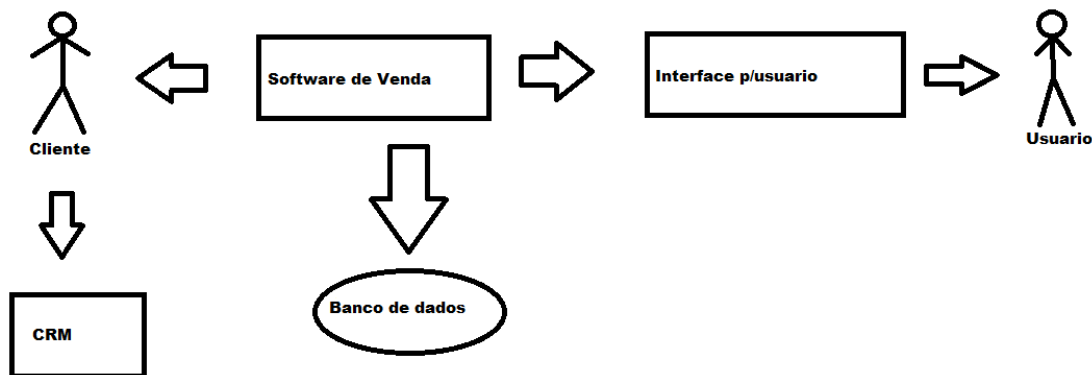 Software de Venda
Interface p/usuario
Cliente
Usuario
CRM
Banco de dados